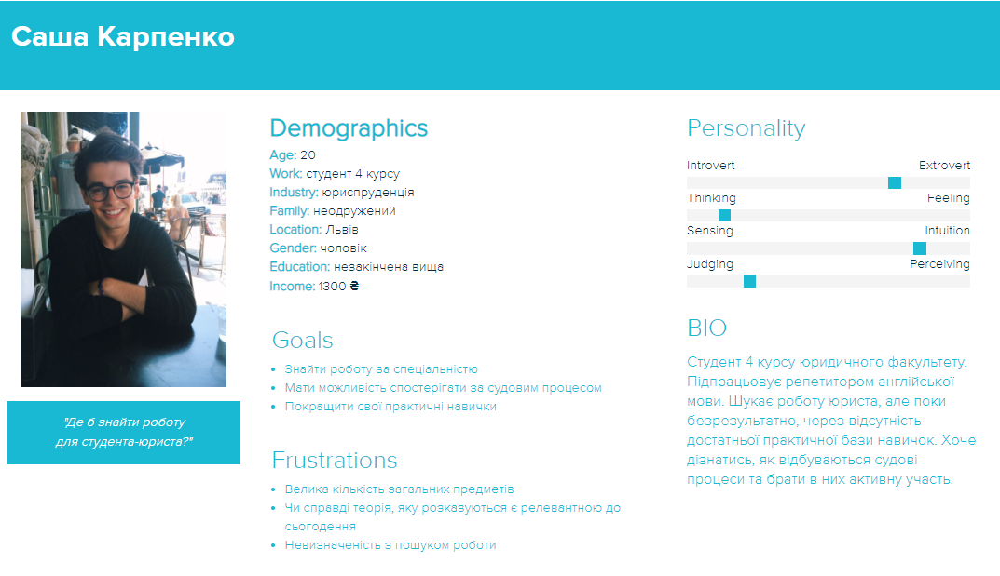 Саша Карпенко
"Де б знайти роботу
для студента-юриста?"
Demographics
Age: 20
Work: студент 4 курсу
Industry: юриспруденція
Family: неодружений
Location: Львів
Gender: чоловік
Education: незакінчена вища
Income: 1300 ₴
Goals
• Знайти роботу за спеціальністю
• Мати можливість спостерігати за судовим процесом
• Покращити свої практичні навички
Frustrations
• Велика кількість загальних предметів
• Чи справді теорія, яку розказуються є релевантною до
сьогодення
• Невизначеність з пошуком роботи
Personality
Introvert Extrovert
Thinking Feeling
Sensing Intuition
Judging Perceiving
BIO
Студент 4 курсу юридичного факультету.
Підпрацьовує репетитором англійської
мови. Шукає роботу юриста, але поки
безрезультатно, через відсутність
достатньої практичної бази навичок. Хоче
дізнатись, як відбуваються судові
процеси та брати в них активну участь.